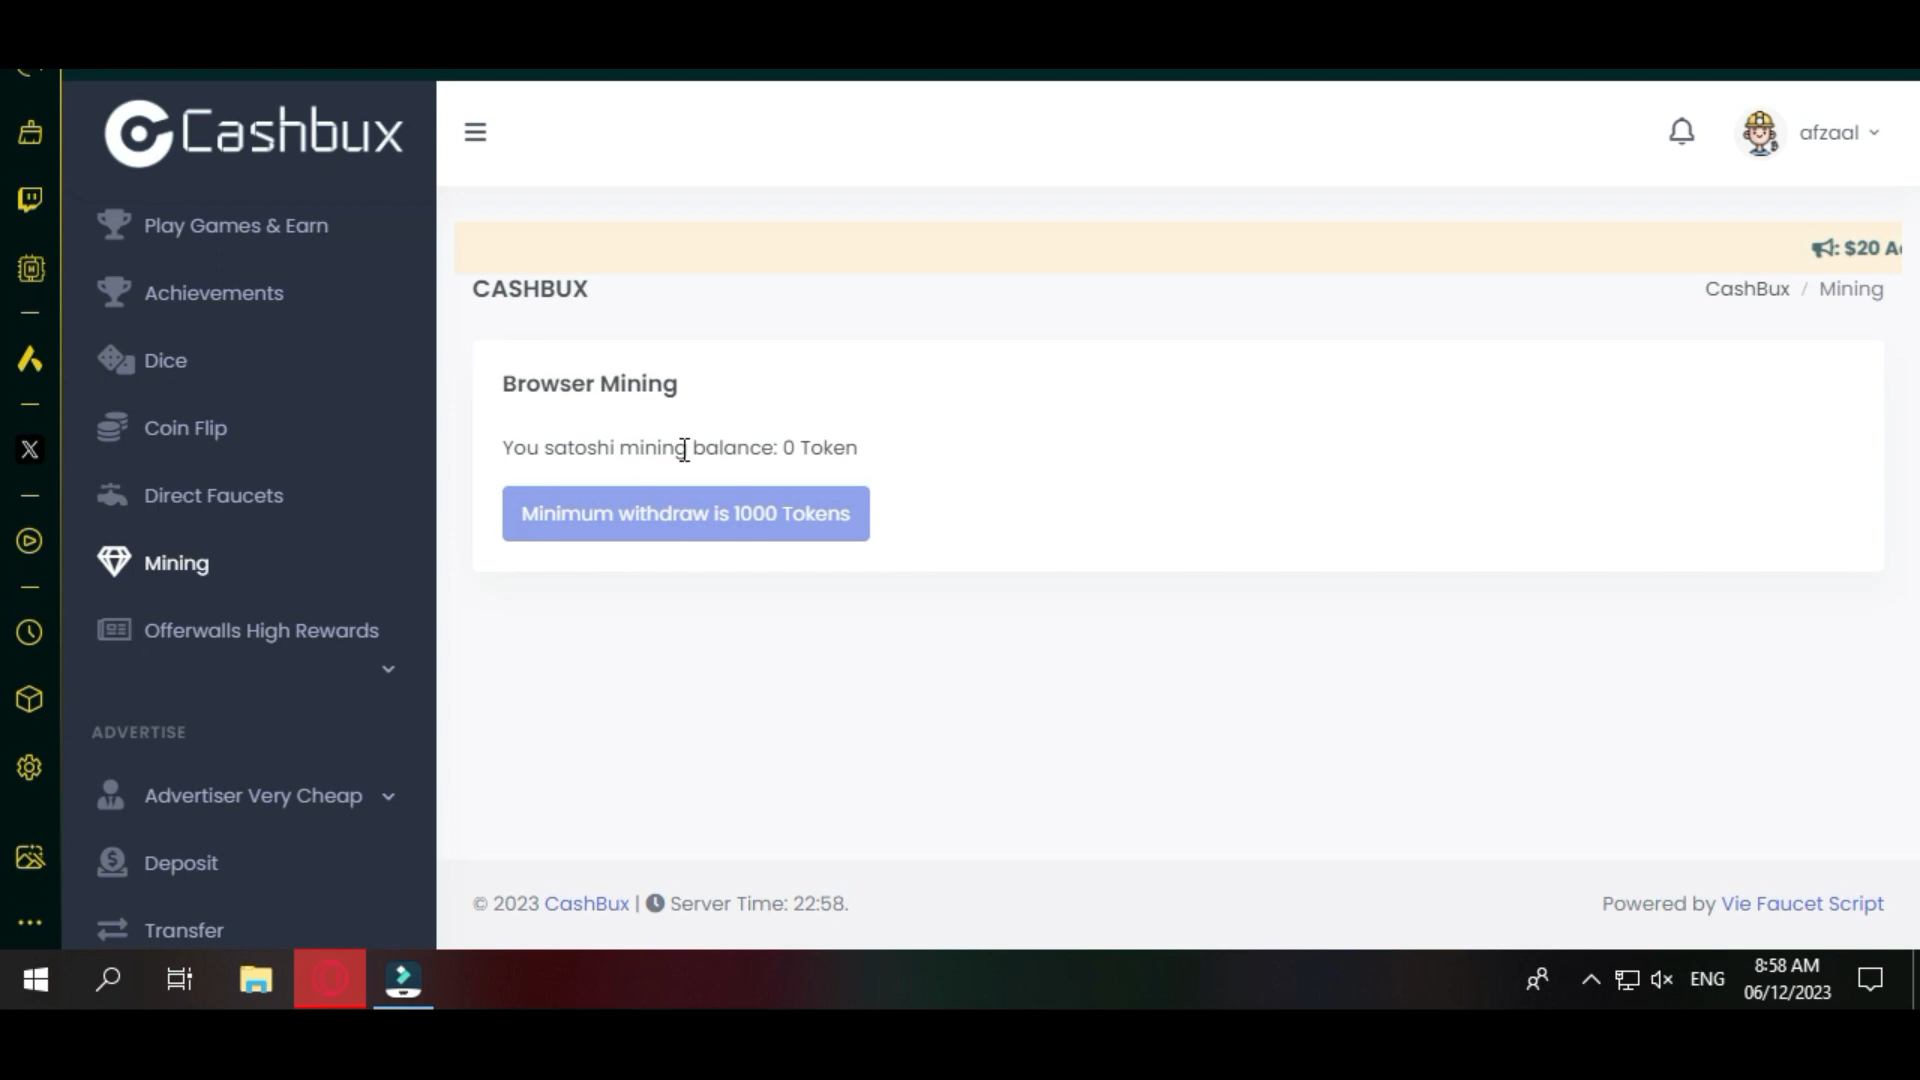 Cashbux
afzaal
Play Games & Earn
Achievements
Dice
Coin Flip
Direct Faucets
Mining
Offerwalls High Rewards
ADVERTISE
Advertiser Very Cheap
Deposit
Transfer
: $20 A
CASHBUX
CashBux / Mining
Browser Mining
You satoshi mining balance: 0 Token
Minimum withdraw is 1000 Tokens
© 2023 CashBux | Server Time: 22:58.
Powered by Vie Faucet Script
ENG
8:58 AM
06/12/2023